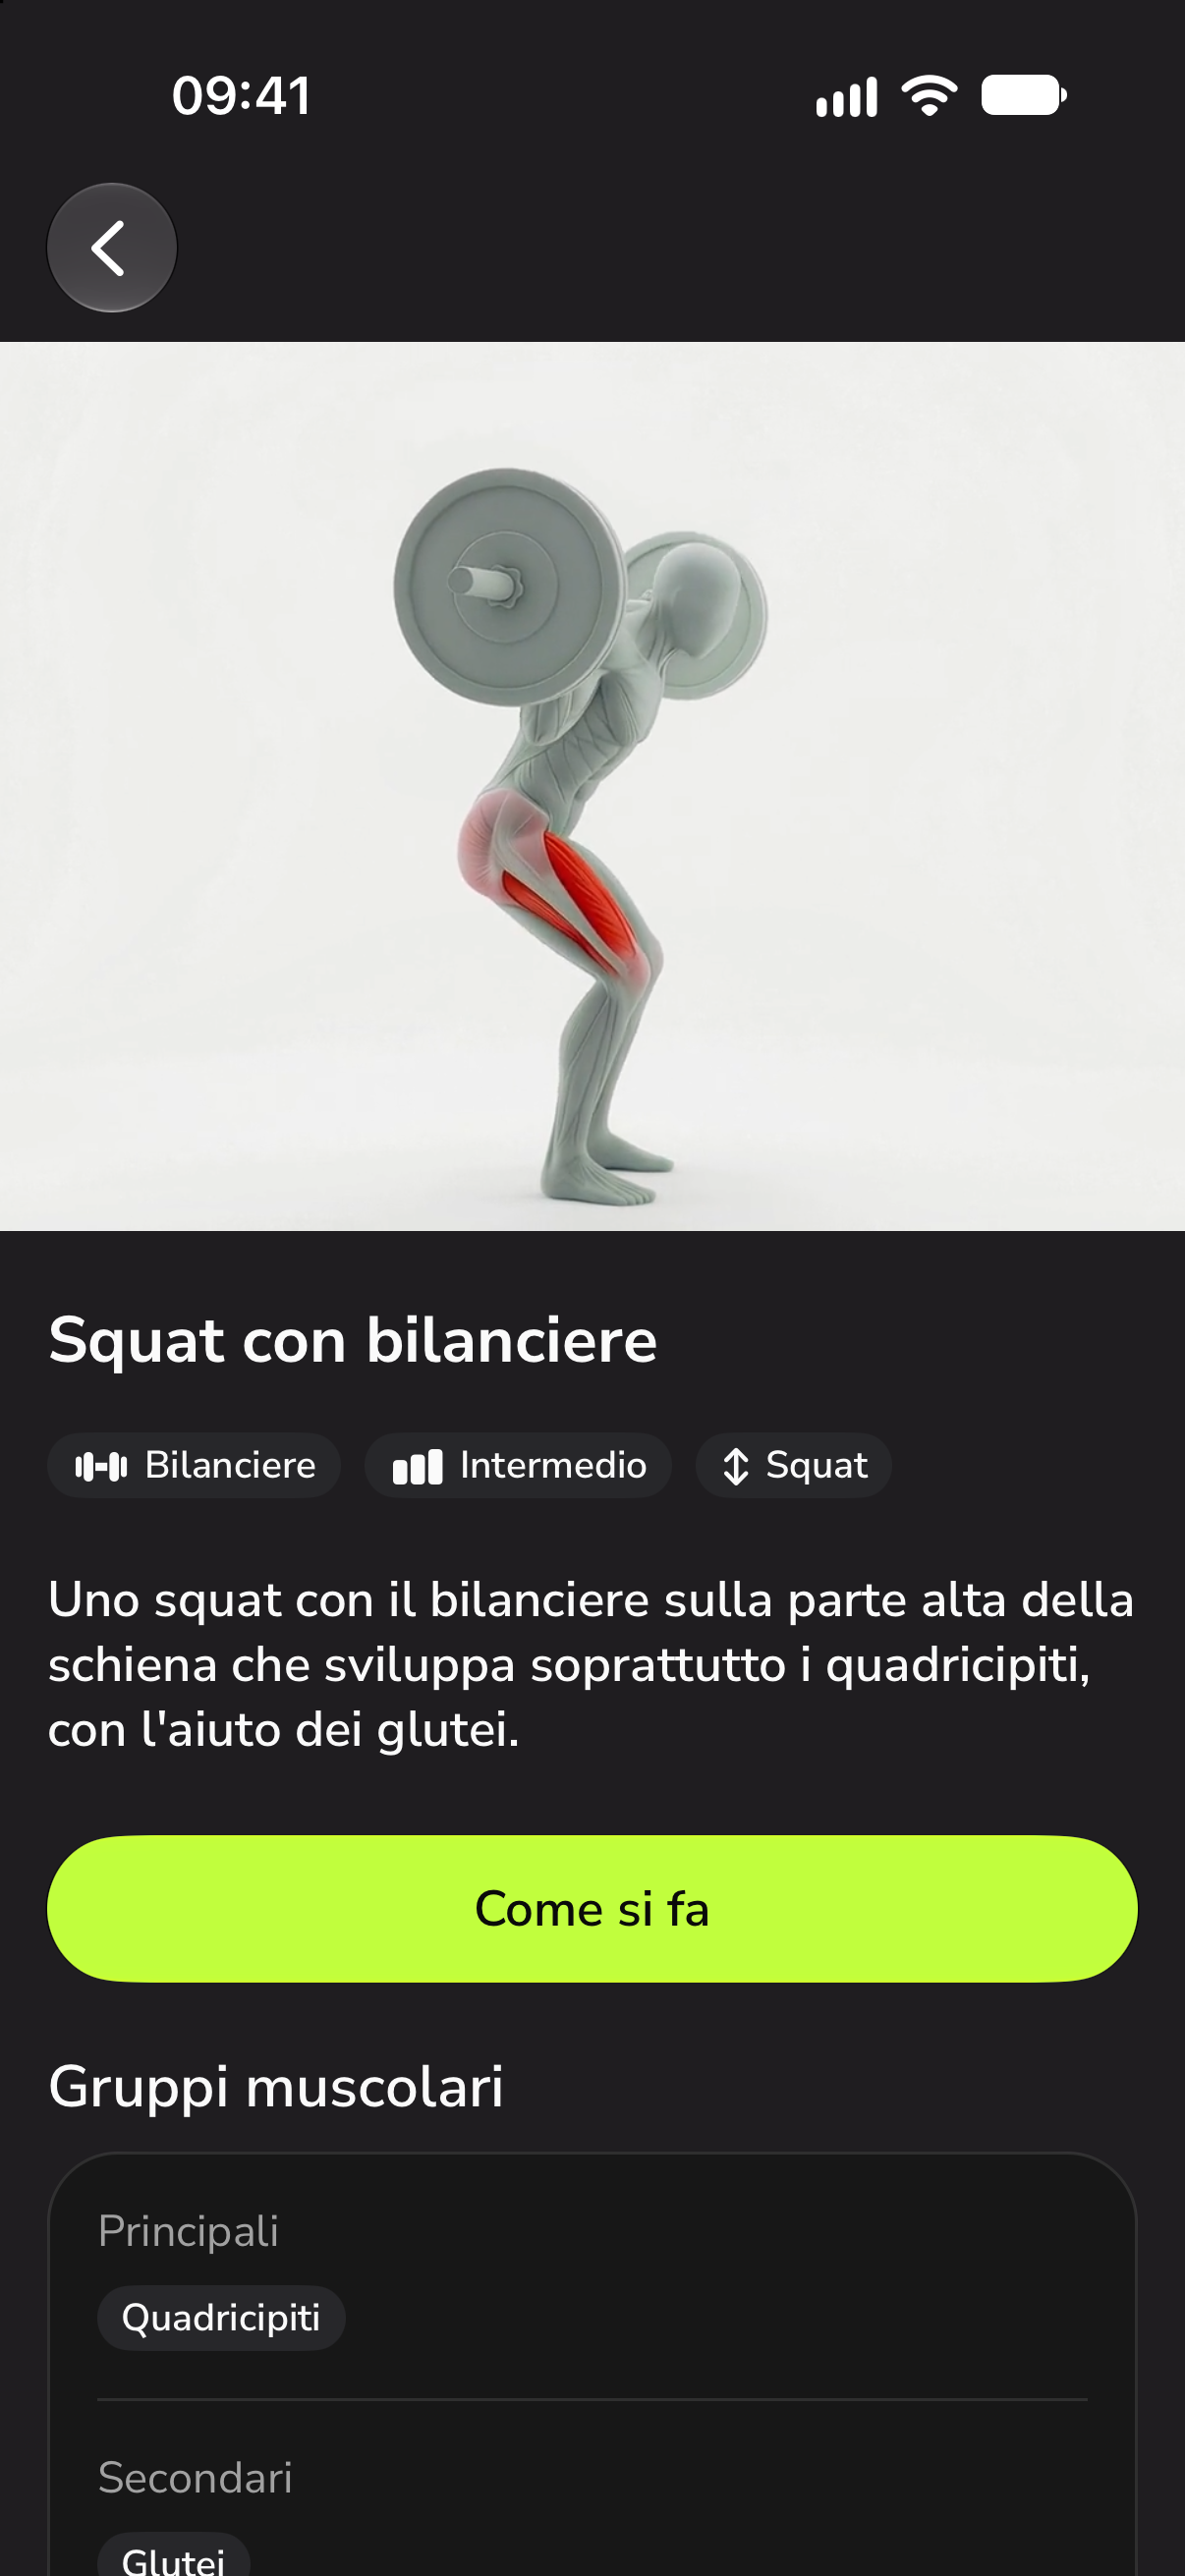 09:41
Squat con bilanciere
Bilanciere Intermedio Squat
Uno squat con il bilanciere sulla parte alta della
schiena che sviluppa soprattutto i quadricipiti,
con l'aiuto dei glutei.
Come si fa
Gruppi muscolari
Principali
Quadricipiti
Secondari
Glutei